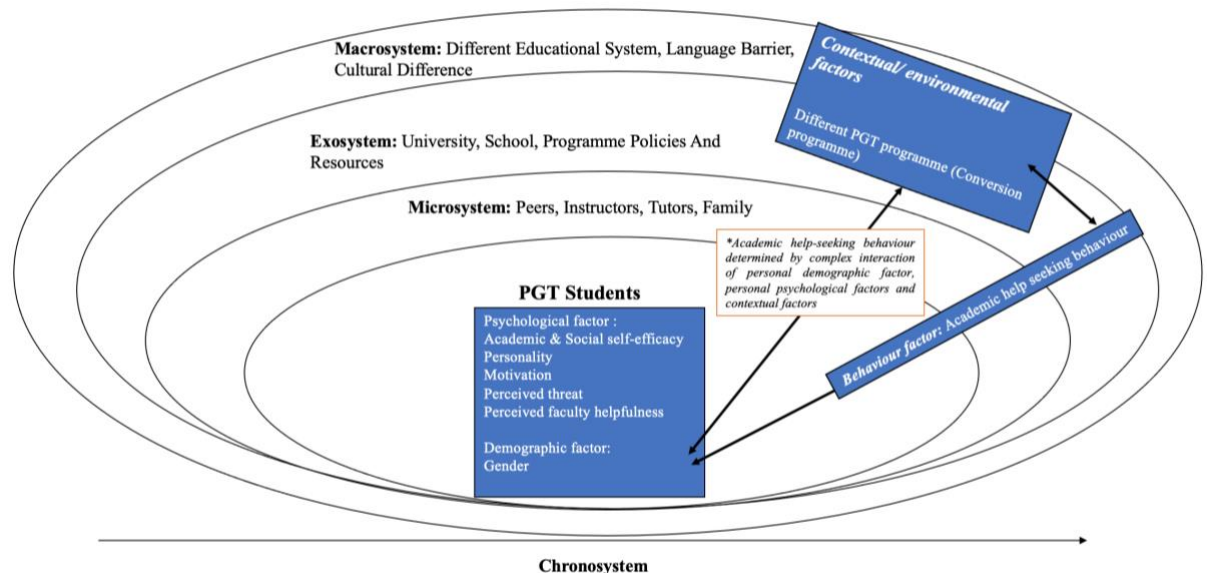 Macrosystem: Different Educational System, Language Barrier,
Cultural Difference
Contextual/ environmental
factors
Different PGT programme (Conversion
programme)
Exosystem: University, School, Programme Policies And
Resources
Microsystem: Peers, Instructors, Tutors, Family
*Academic help-seeking behaviour
determined by complex interaction
of personal demographic factor,
personal psychological factors and
contextual factors
Behaviour factor: Academic help seeking behaviour
PGT Students
Psychological factor :
Academic & Social self-efficacy
Personality
Motivation
Perceived threat
Perceived faculty helpfulness
Demographic factor:
Gender
Chronosystem